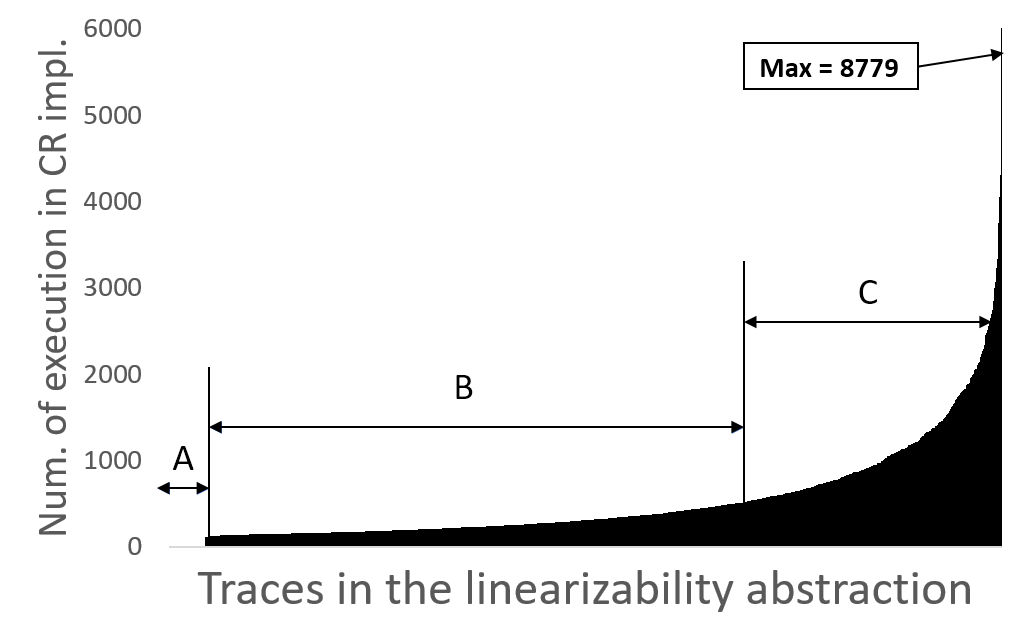 Num. of execution in CR impl.
6000
5000
4000
3000
2000
1000
0
Max = 8779
A
B
C
Traces in the linearizability abstraction